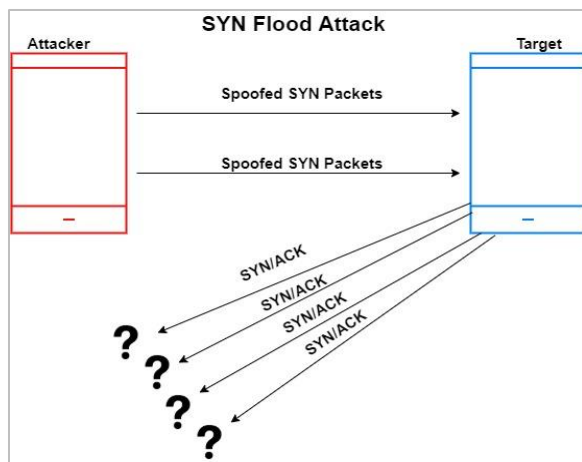 SYN Flood Attack
Attacker
Target
Spoofed SYN Packets
Spoofed SYN Packets
SYN/ACK
SYN/ACK
SYN/ACK
SYN/ACK
?
?
?
?